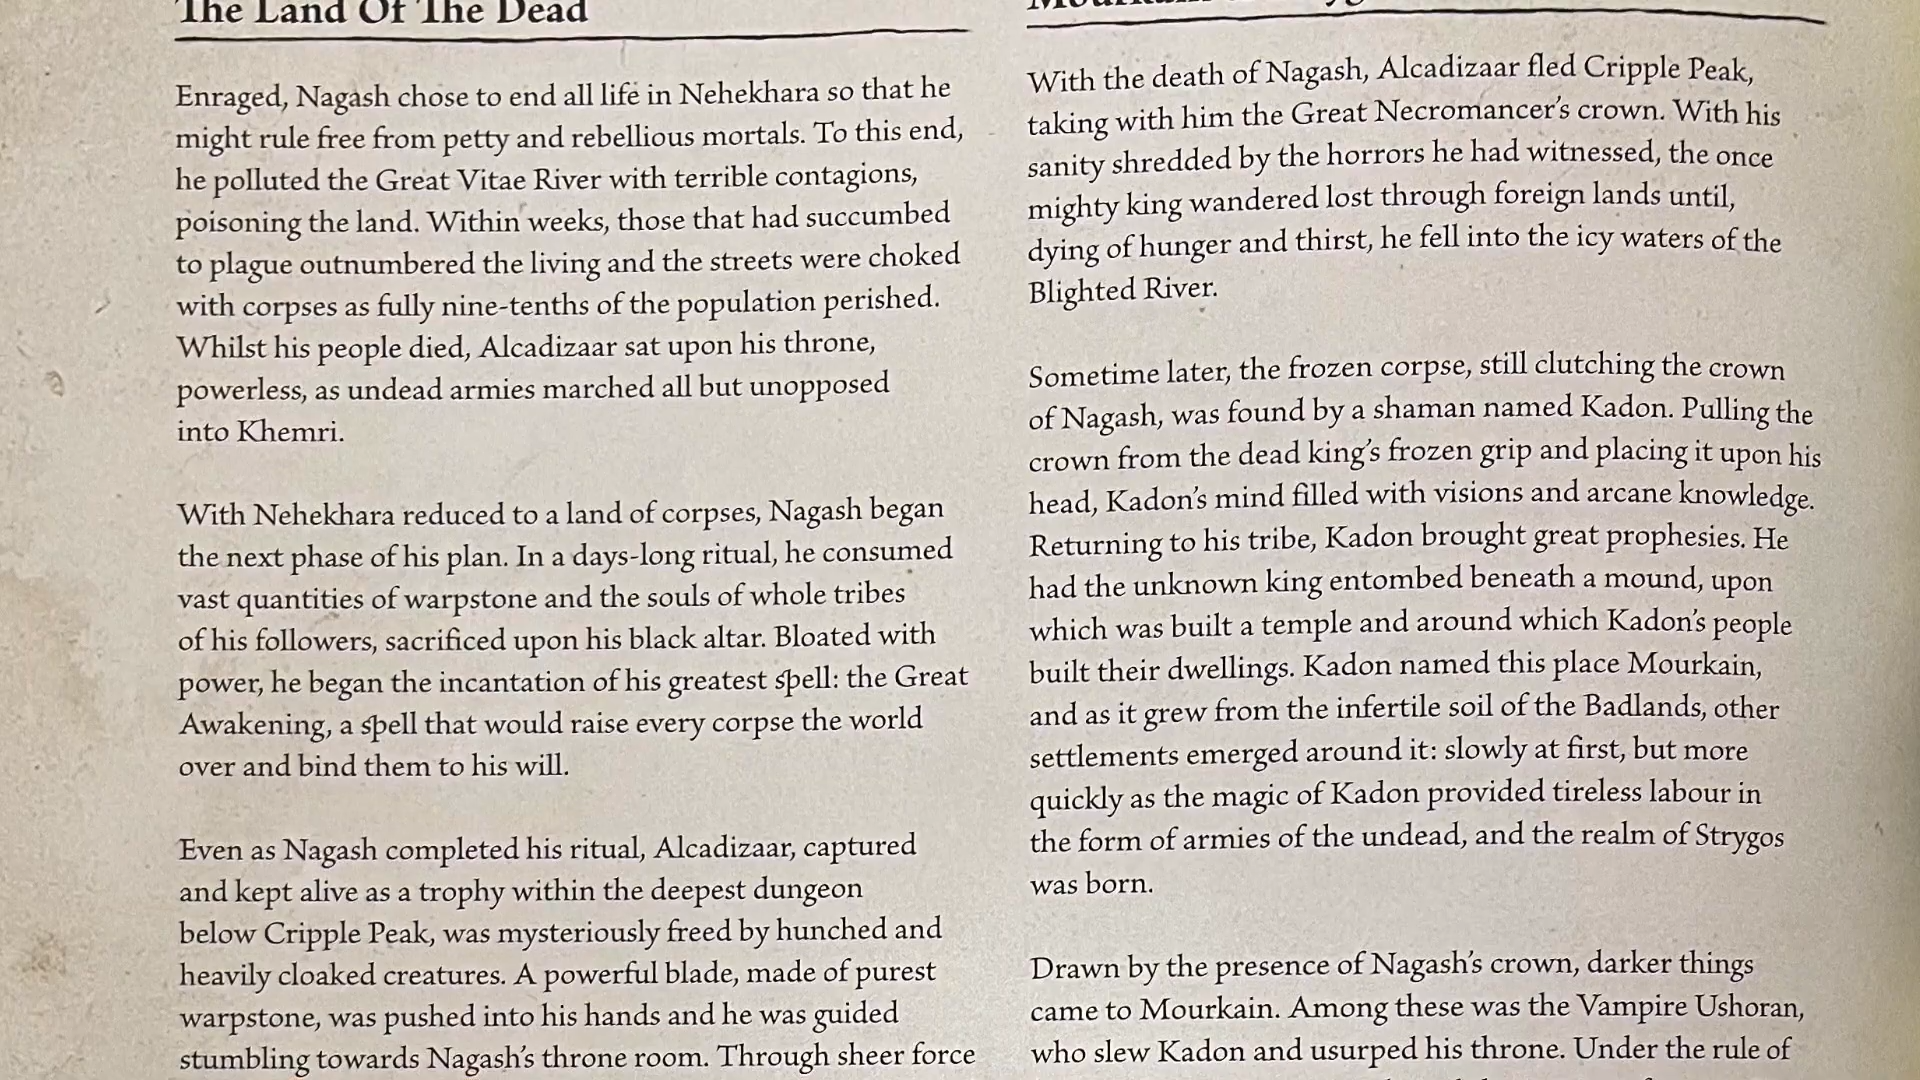 The Land Of The Dead
Enraged, Nagash chose to end all life in Nehekhara so that he
might rule free from petty and rebellious mortals. To this end,
he polluted the Great Vitae River with terrible contagions,
poisoning the land. Within weeks, those that had succumbed
to plague outnumbered the living and the streets were choked
with corpses as fully nine-tenths of the population perished.
Whilst his people died, Alcadizaar sat upon his throne,
powerless, as undead armies marched all but unopposed
into Khemri.
With Nehekhara reduced to a land of corpses, Nagash began
the next phase of his plan. In a days-long ritual, he consumed
vast quantities of warpstone and the souls of whole tribes
of his followers, sacrificed upon his black altar. Bloated with
power, he began the incantation of his greatest spell: the Great
Awakening, a spell that would raise every corpse the world
over and bind them to his will.
Even as Nagash completed his ritual, Alcadizaar, captured
and kept alive as a trophy within the deepest dungeon
below Cripple Peak, was mysteriously freed by hunched and
heavily cloaked creatures. A powerful blade, made of purest
warpstone, was pushed into his hands and he was guided
stumbling towards Nagash's throne room. Through sheer force
With the death of Nagash, Alcadizaar fled Cripple Peak,
taking with him the Great Necromancer's crown. With his
sanity shredded by the horrors he had witnessed, the once
mighty king wandered lost through foreign lands until,
dying of hunger and thirst, he fell into the icy waters of the
Blighted River.
Sometime later, the frozen corpse, still clutching the crown
of Nagash, was found by a shaman named Kadon. Pulling the
crown from the dead king's frozen grip and placing it upon his
head, Kadon's mind filled with visions and arcane knowledge.
Returning to his tribe, Kadon brought great prophesies. He
had the unknown king entombed beneath a mound, upon
which was built a temple and around which Kadon's people
built their dwellings. Kadon named this place Mourkain,
and as it grew from the infertile soil of the Badlands, other
settlements emerged around it: slowly at first, but more
quickly as the magic of Kadon provided tireless labour in
the form of armies of the undead, and the realm of Strygos
was born.
Drawn by the presence of Nagash's crown, darker things
came to Mourkain. Among these was the Vampire Ushoran,
who slew Kadon and usurped his throne. Under the rule of